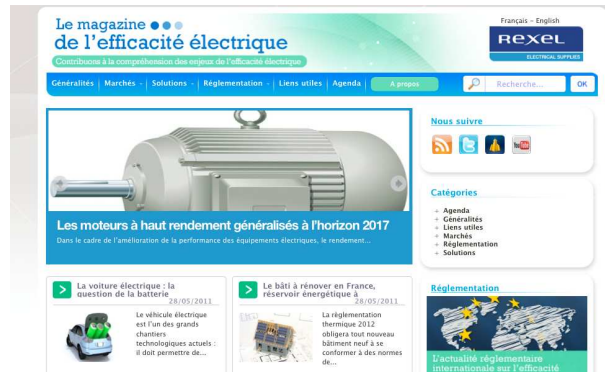 Le magazine
de l'efficacité électrique
Contribuons à la compréhension des enjeux de l'efficacité électrique
Français - English
REXEL
ELECTRICAL SUPPLIES
Généralités | Marchés - | Solutions - | Réglementation - | Liens utiles | Agenda | A propos
Recherche...
OK
Les moteurs à haut rendement généralisés à l'horizon 2017
Dans le cadre de l'amélioration de la performance des équipements électriques, le rendement...
Nous suivre
You Tube
Catégories
+ Agenda
+ Généralités
+ Liens utiles
+ Marchés
+ Réglementation
+ Solutions
La voiture électrique : la
question de la batterie
28/05/2011
Le véhicule électrique
est l'un des grands
chantiers
technologiques actuels :
il doit permettre de...
Le bâti à rénover en France,
réservoir énergétique à
28/05/2011
La règlementation
thermique 2012
obligera tout nouveau
bâtiment neuf à se
conformer à des normes
de...
Réglementation
L'actualité réglementaire
internationale sur l'efficacité